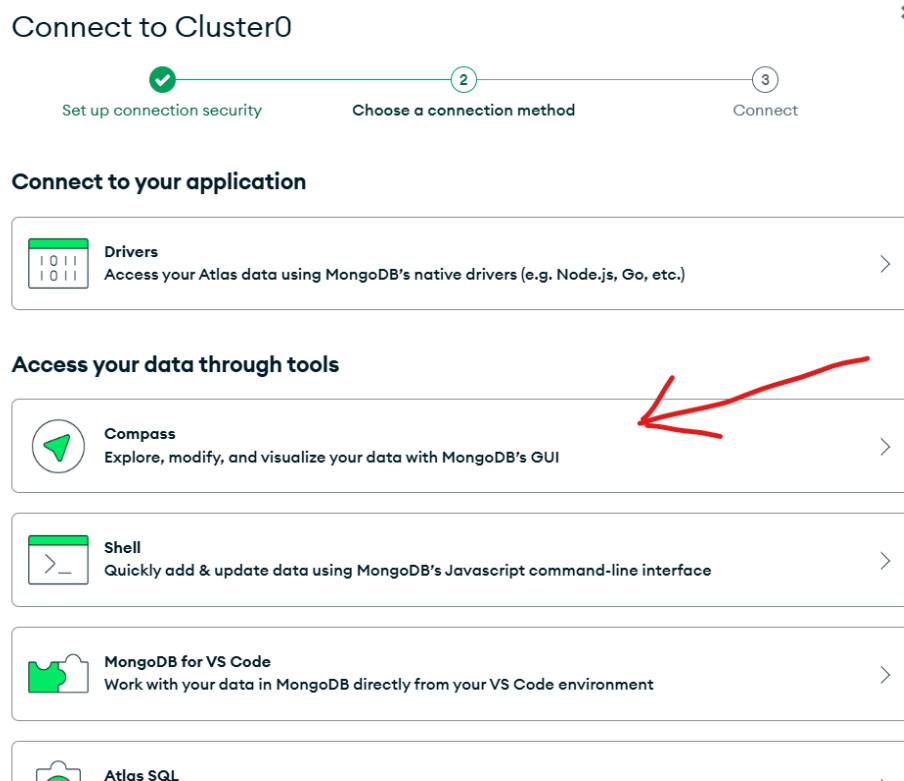 Connect to Cluster0
2
3
Set up connection security
Choose a connection method
Connect
Connect to your application
Drivers
Access your Atlas data using MongoDB's native drivers (e.g. Node.js, Go, etc.)
Access your data through tools
Compass
Explore, modify, and visualize your data with MongoDB's GUI
Shell
Quickly add & update data using MongoDB's Javascript command-line interface
MongoDB for VS Code
Work with your data in MongoDB directly from your VS Code environment
Atlas SQL